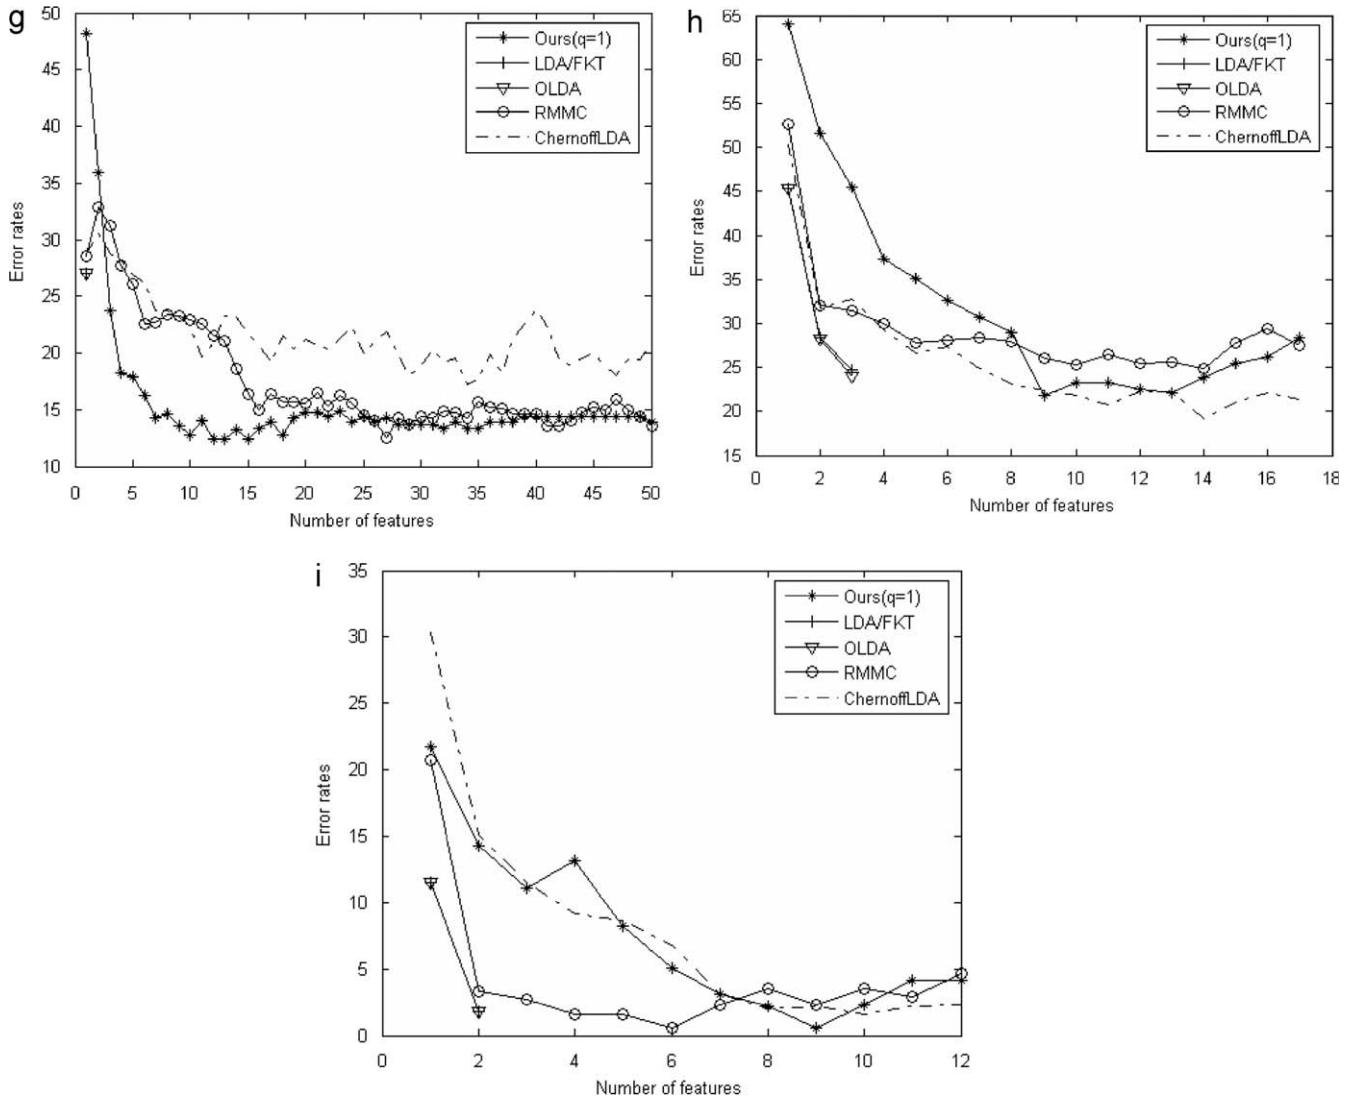 g
50
45
40
35
30
25
20
15
10
Error rates
Ours(q=1)
LDA/FKT
OLDA
RMMC
ChernoffLDA
0 5 10 15 20 25 30 35 40 45 50
Number of features
h
65
60
55
50
45
40
35
30
25
20
15
Error rates
Ours(q=1)
LDA/FKT
OLDA
RMMC
ChernoffLDA
0 2 4 6 8 10 12 14 16 18
Number of features
i
35
30
25
20
15
10
5
0
Error rates
Ours(q=1)
LDA/FKT
OLDA
RMMC
ChernoffLDA
0 2 4 6 8 10 12
Number of features